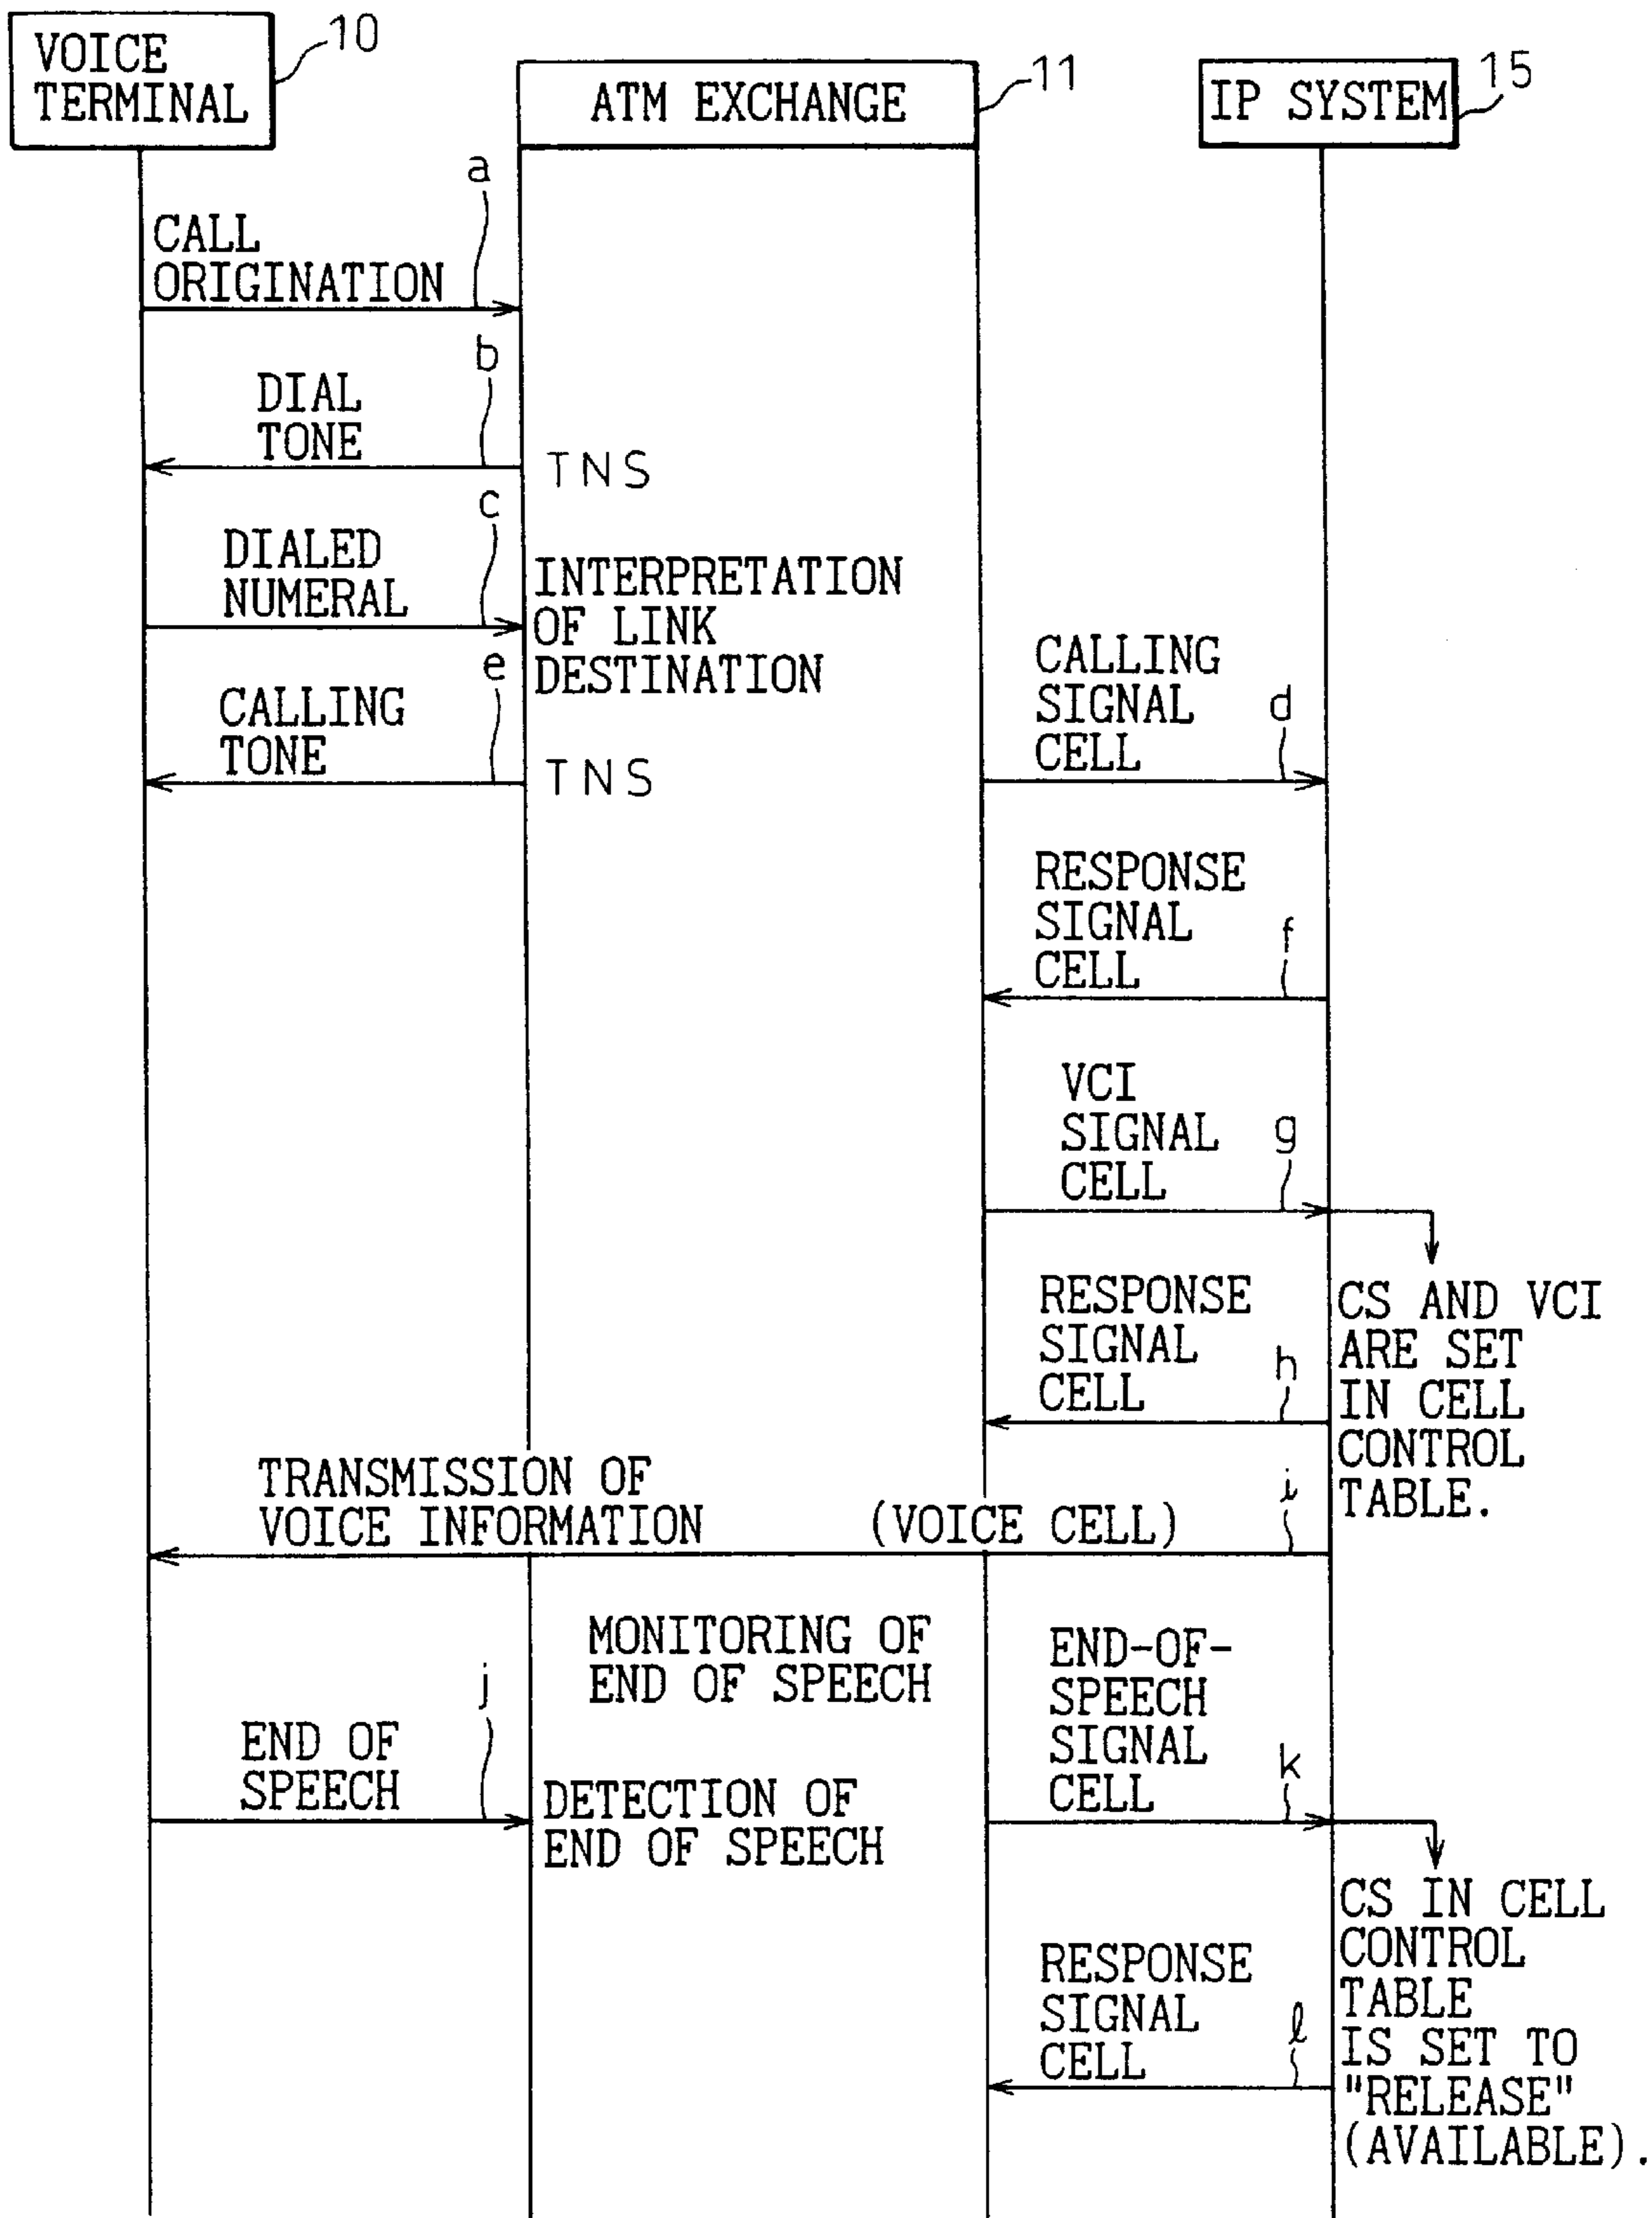 VOICE
TERMINAL
10
ATM EXCHANGE
11
IP SYSTEM
15
a
CALL
ORIGINATION
b
DIAL
TONE
TNS
c
DIALED
NUMERAL
INTERPRETATION
OF LINK
DESTINATION
e
CALLING
TONE
TNS
CALLING
SIGNAL
CELL
d
RESPONSE
SIGNAL
CELL
f
VCI
SIGNAL
CELL
g
CS AND VCI
ARE SET
IN CELL
CONTROL
TABLE.
RESPONSE
SIGNAL
CELL
h
TRANSMISSION OF
VOICE INFORMATION
(VOICE CELL)
i
MONITORING OF
END OF SPEECH
END OF
SPEECH
j
DETECTION OF
END OF SPEECH
END-OF-
SPEECH
SIGNAL
CELL
k
CS IN CELL
CONTROL
TABLE
IS SET TO
"RELEASE"
(AVAILABLE).
RESPONSE
SIGNAL
CELL
ℓ